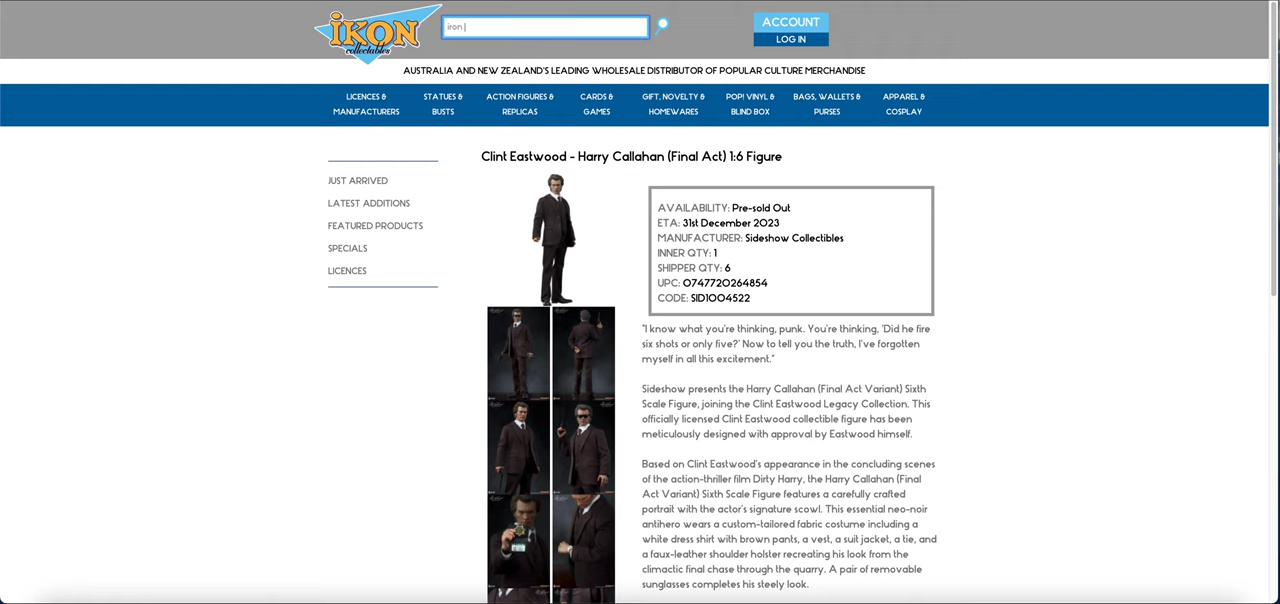 iKON
collectables
iron
ACCOUNT
LOG IN
AUSTRALIA AND NEW ZEALAND'S LEADING WHOLESALE DISTRIBUTOR OF POPULAR CULTURE MERCHANDISE
LICENCES &
MANUFACTURERS
STATUES &
BUSTS
ACTION FIGURES &
REPLICAS
CARDS &
GAMES
GIFT, NOVELTY &
HOMEWARES
POP! VINYL &
BLIND BOX
BAGS, WALLETS &
PURSES
APPAREL &
COSPLAY
JUST ARRIVED
LATEST ADDITIONS
FEATURED PRODUCTS
SPECIALS
LICENCES
Clint Eastwood - Harry Callahan (Final Act) 1:6 Figure
AVAILABILITY: Pre-sold Out
ETA: 31st December 2023
MANUFACTURER: Sideshow Collectibles
INNER QTY: 1
SHIPPER QTY: 6
UPC: 0747720264854
CODE: SID1004522
"I know what you're thinking, punk. You're thinking, 'Did he fire
six shots or only five?' Now to tell you the truth, I've forgotten
myself in all this excitement."
Sideshow presents the Harry Callahan (Final Act Variant) Sixth
Scale Figure, joining the Clint Eastwood Legacy Collection. This
officially licensed Clint Eastwood collectible figure has been
meticulously designed with approval by Eastwood himself.
Based on Clint Eastwood's appearance in the concluding scenes
of the action-thriller film Dirty Harry, the Harry Callahan (Final
Act Variant) Sixth Scale Figure features a carefully crafted
portrait with the actor's signature scowl. This essential neo-noir
antihero wears a custom-tailored fabric costume including a
white dress shirt with brown pants, a vest, a suit jacket, a tie, and
a faux-leather shoulder holster recreating his look from the
climactic final chase through the quarry. A pair of removable
sunglasses completes his steely look.